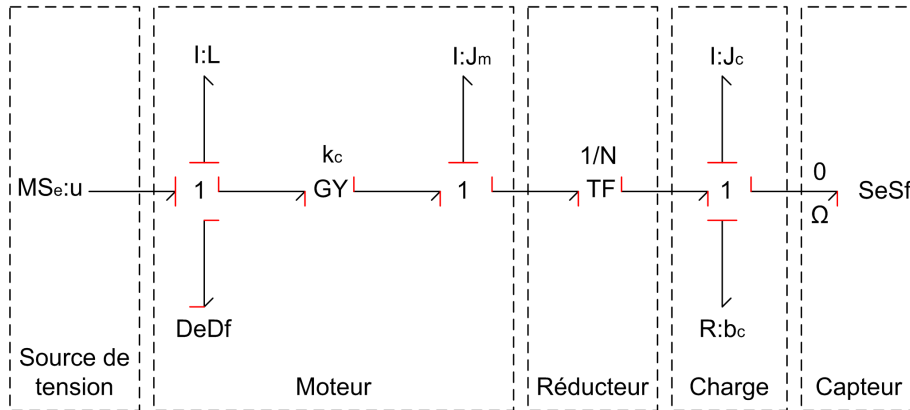 I:L
I:Jm
I:Jc
kc
1/N
0
MSe:u
1
GY
1
TF
1
SeSf
Ω
DeDf
R:bc
Source de
tension
Moteur
Réducteur
Charge
Capteur